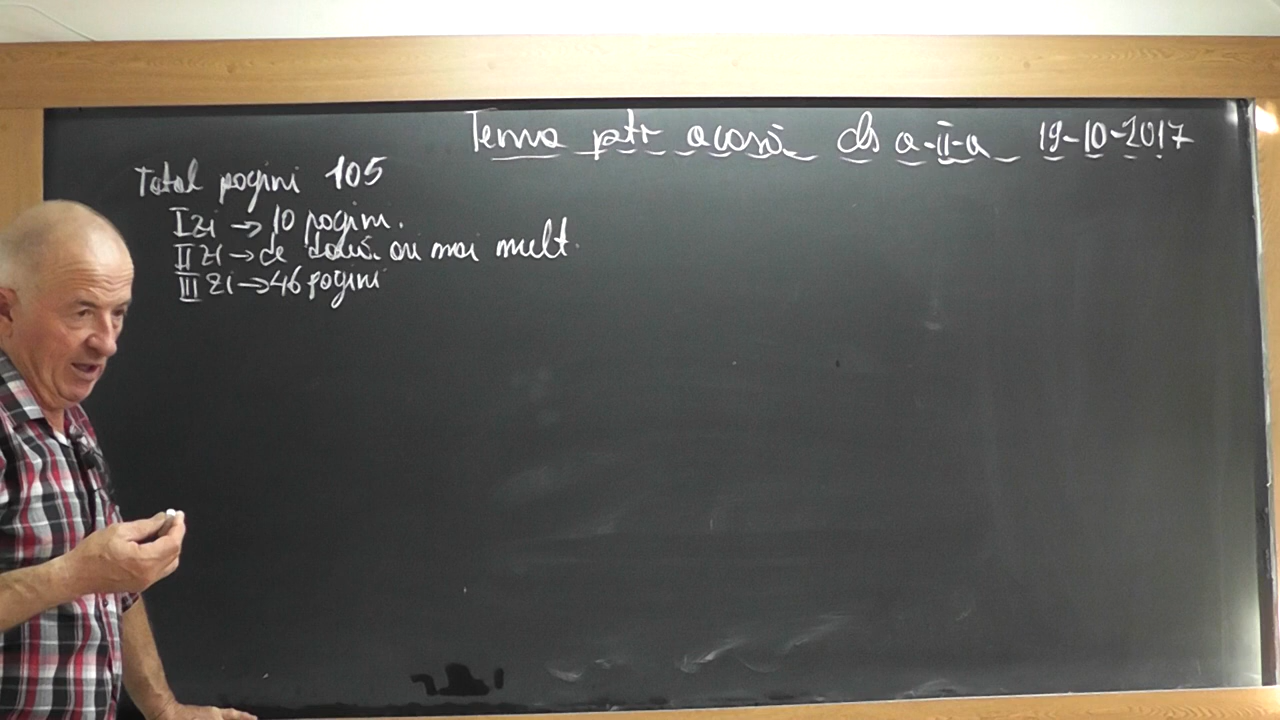 Tema ptr acasă cls a-II-a 19-10-2017
Total pagini 105
I zi → 10 pagini.
II zi → de două ori mai mult.
III zi → 46 pagini